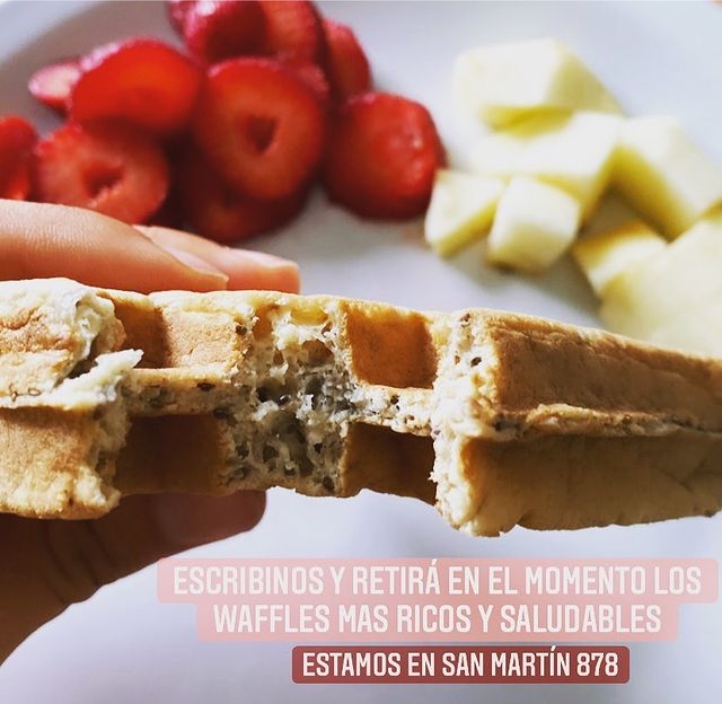 ESCRIBINOS Y RETIRÁ EN EL MOMENTO LOS
WAFFLES MAS RICOS Y SALUDABLES
ESTAMOS EN SAN MARTÍN 878